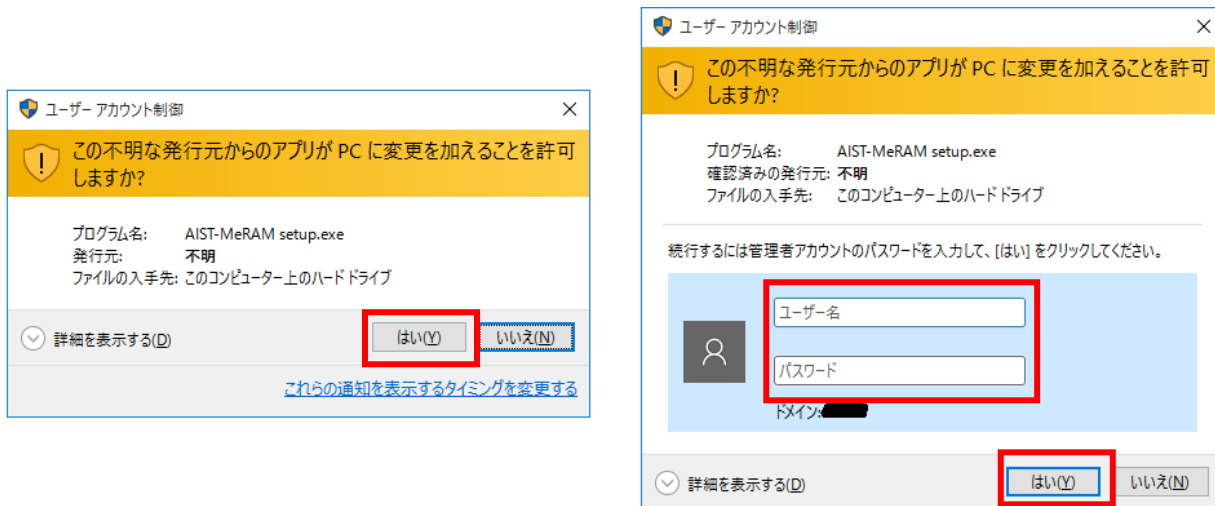 ユーザー アカウント制御
この不明な発行元からのアプリが PC に変更を加えることを許可
しますか?
プログラム名: AIST-MeRAM setup.exe
発行元: 不明
ファイルの入手先: このコンピューター上のハード ドライブ
詳細を表示する(D)
はい(Y)
いいえ(N)
これらの通知を表示するタイミングを変更する
ユーザー アカウント制御
この不明な発行元からのアプリが PC に変更を加えることを許可
しますか?
プログラム名: AIST-MeRAM setup.exe
確認済みの発行元: 不明
ファイルの入手先: このコンピューター上のハード ドライブ
続行するには管理者アカウントのパスワードを入力して、[はい] をクリックしてください。
ユーザー名
パスワード
ドメイン:
詳細を表示する(D)
はい(Y)
いいえ(N)